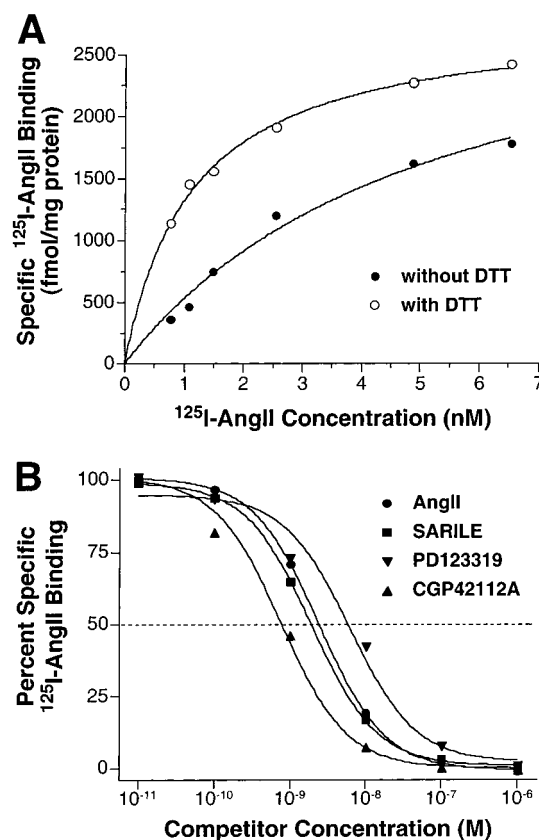 A
2500
2000
1500
1000
500
0
Specific ¹²⁵I-AngII Binding
(fmol/mg protein)
without DTT
with DTT
0 1 2 3 4 5 6 7
¹²⁵I-AngII Concentration (nM)
B
100
75
50
25
0
Percent Specific
¹²⁵I-AngII Binding
AngII
SARILE
PD123319
CGP42112A
10⁻¹¹ 10⁻¹⁰ 10⁻⁹ 10⁻⁸ 10⁻⁷ 10⁻⁶
Competitor Concentration (M)